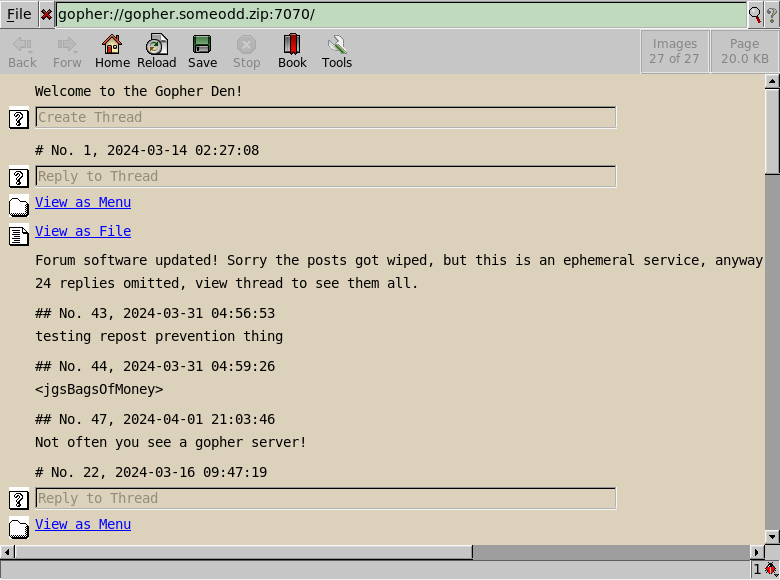 File gopher://gopher.someodd.zip:7070/
Back Forw Home Reload Save Stop Book Tools
Images
27 of 27
Page
20.0 KB
Welcome to the Gopher Den!
Create Thread
# No. 1, 2024-03-14 02:27:08
Reply to Thread
View as Menu
View as File
Forum software updated! Sorry the posts got wiped, but this is an ephemeral service, anyway
24 replies omitted, view thread to see them all.
## No. 43, 2024-03-31 04:56:53
testing repost prevention thing
## No. 44, 2024-03-31 04:59:26
<jgsBagsOfMoney>
## No. 47, 2024-04-01 21:03:46
Not often you see a gopher server!
# No. 22, 2024-03-16 09:47:19
Reply to Thread
View as Menu
1